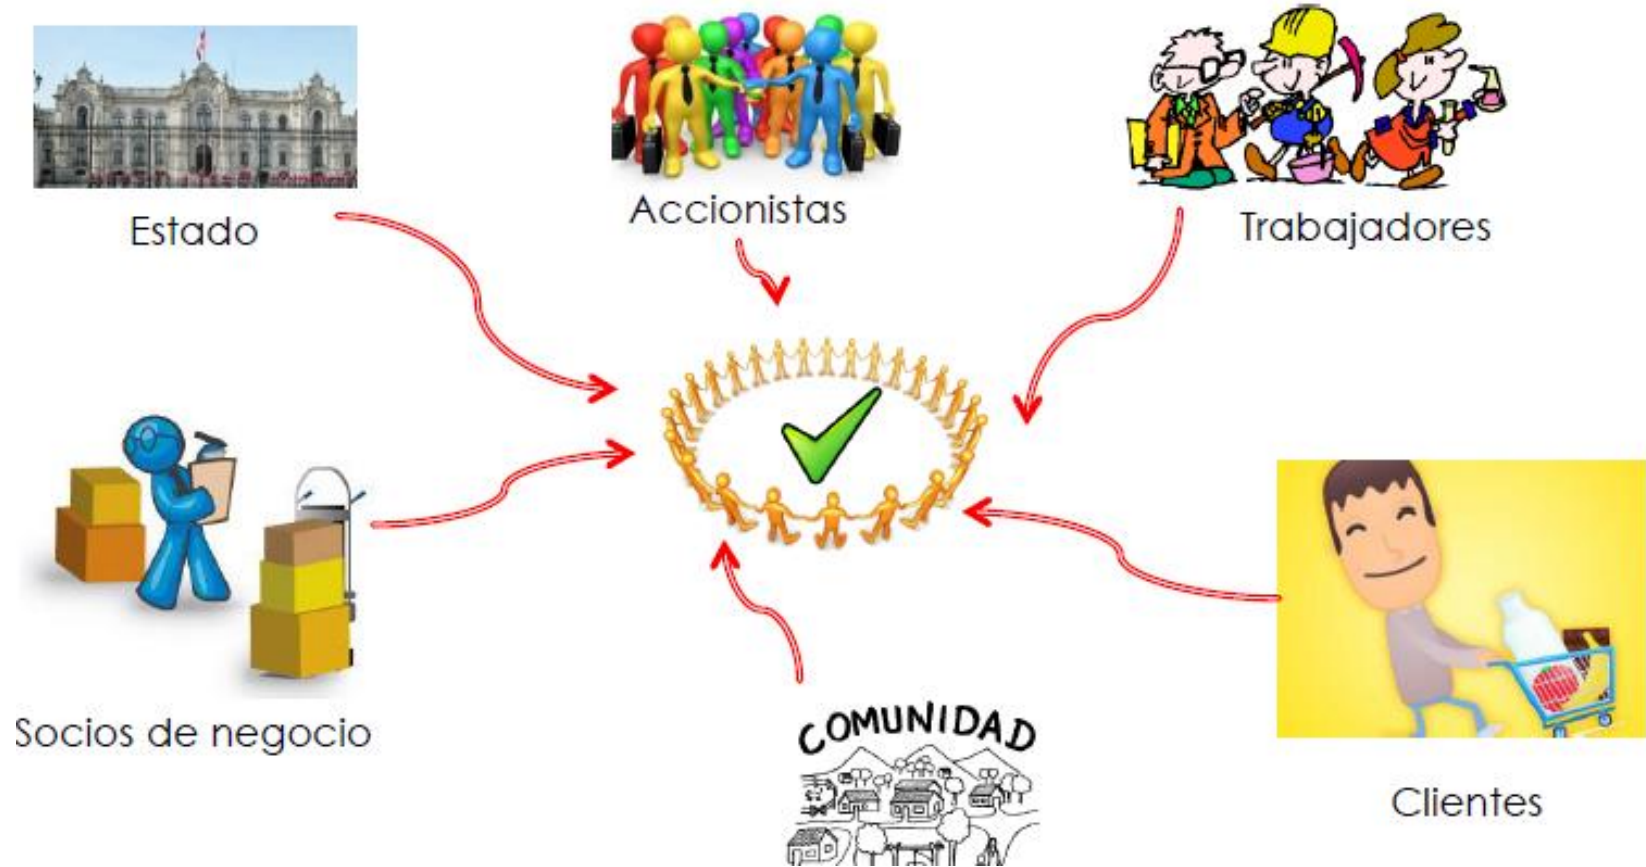 Estado
Accionistas
Trabajadores
Socios de negocio
COMUNIDAD
Clientes